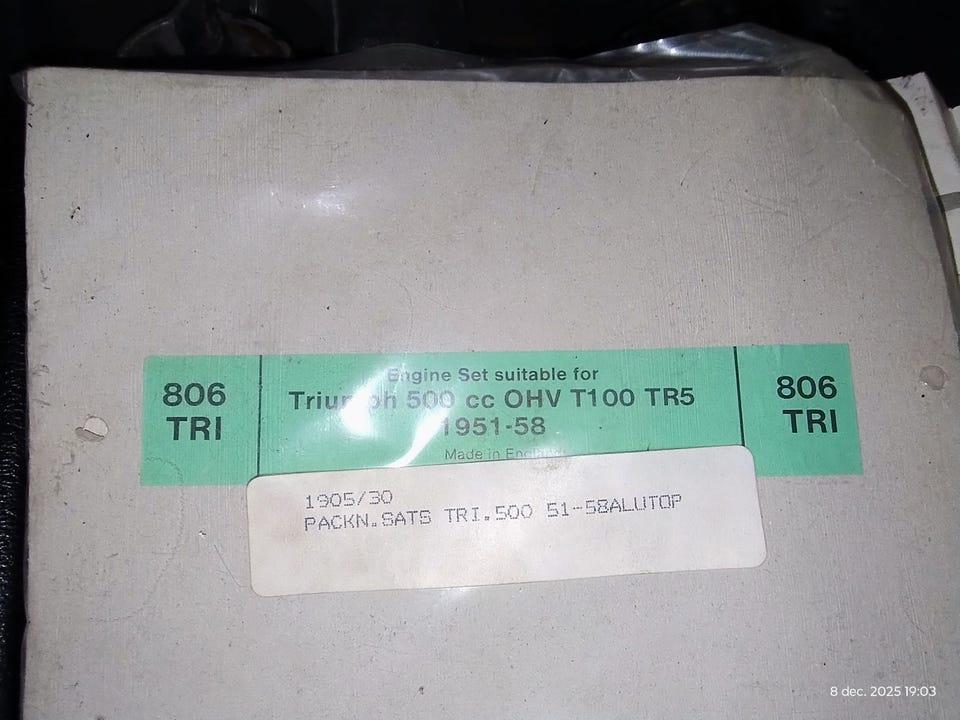 806
TRI
Engine Set suitable for
Triumph 500 cc OHV T100 TR5
1951-58
Made in England
806
TRI
1905/30
PACKN.SATS TRI.500 51-58ALUTOP
8 dec. 2025 19:03